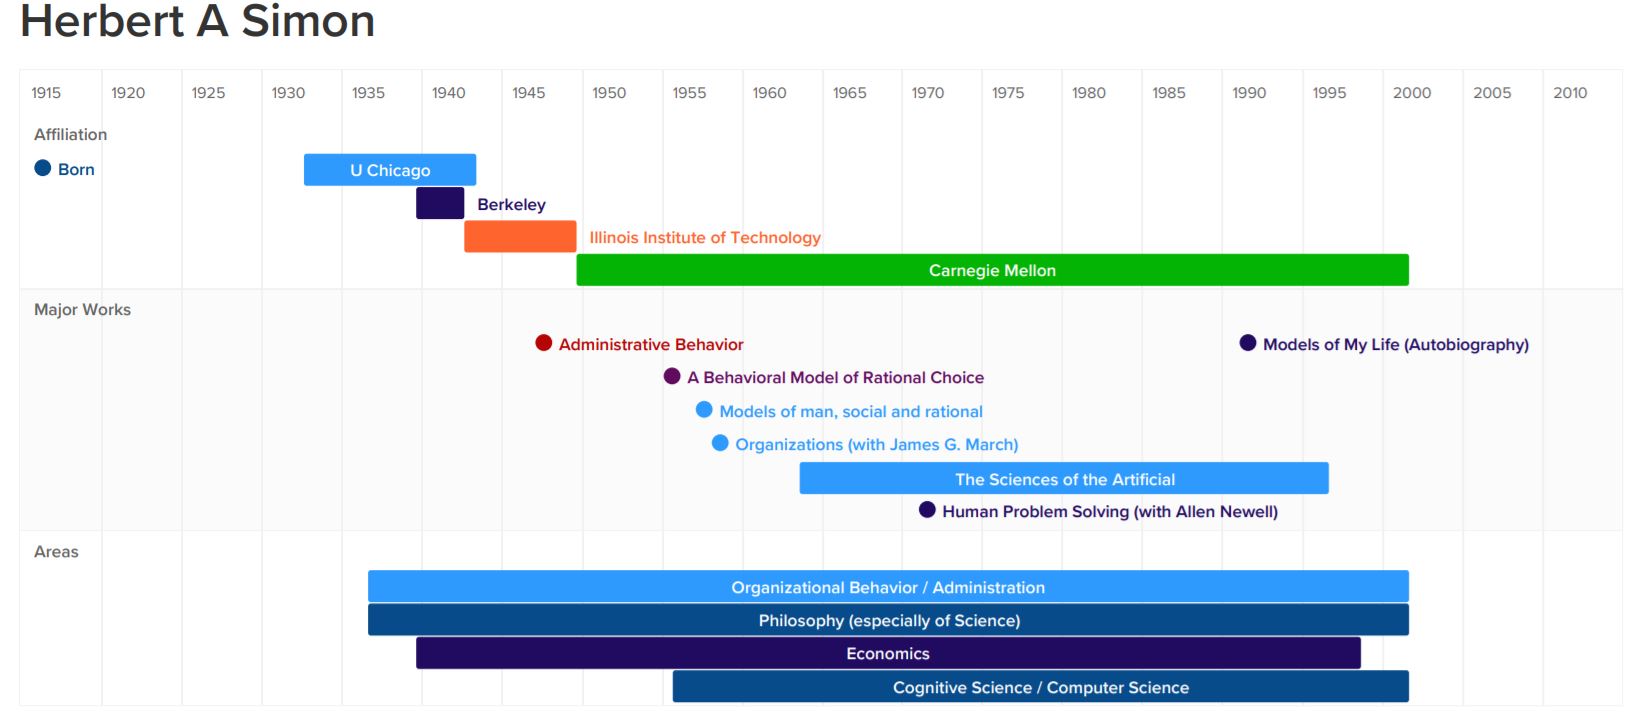 Herbert A Simon
1915 1920 1925 1930 1935 1940 1945 1950 1955 1960 1965 1970 1975 1980 1985 1990 1995 2000 2005 2010
Affiliation
Born
U Chicago
Berkeley
Illinois Institute of Technology
Carnegie Mellon
Major Works
Administrative Behavior
Models of My Life (Autobiography)
A Behavioral Model of Rational Choice
Models of man, social and rational
Organizations (with James G. March)
The Sciences of the Artificial
Human Problem Solving (with Allen Newell)
Areas
Organizational Behavior / Administration
Philosophy (especially of Science)
Economics
Cognitive Science / Computer Science